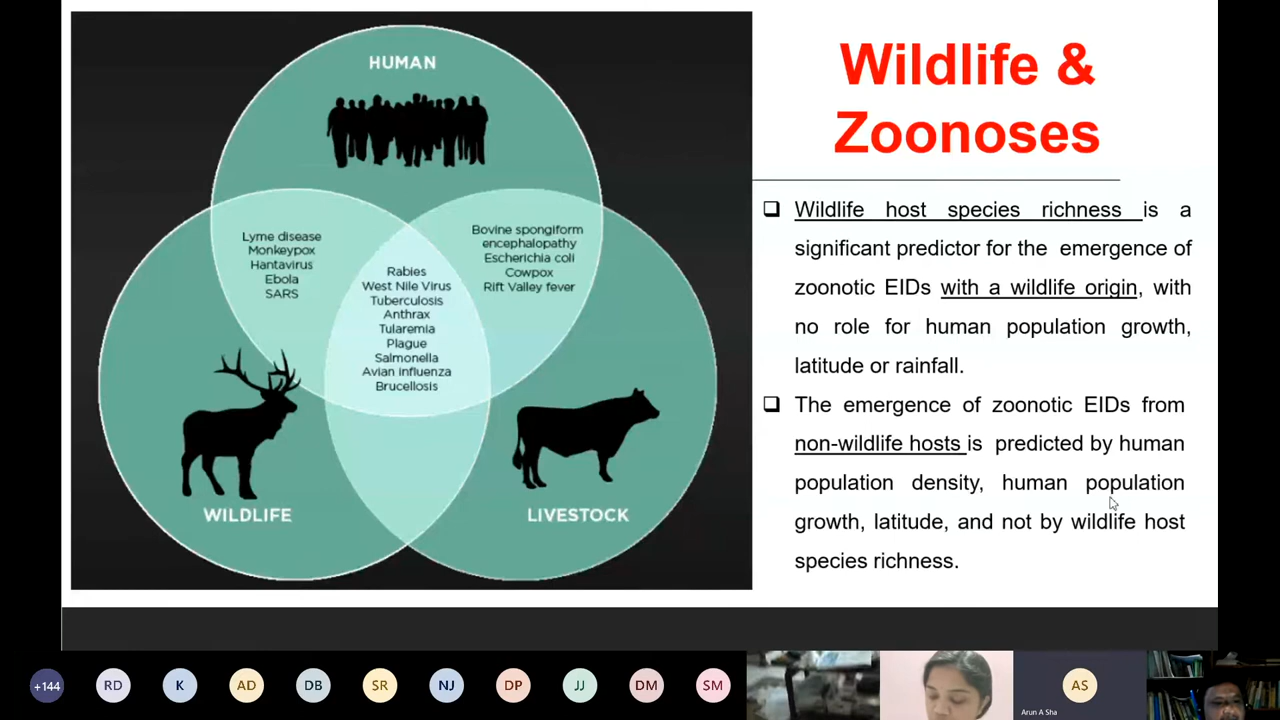 HUMAN
Lyme disease
Monkeypox
Hantavirus
Ebola
SARS
Rabies
West Nile Virus
Tuberculosis
Anthrax
Tularemia
Plague
Salmonella
Avian influenza
Brucellosis
Bovine spongiform
encephalopathy
Escherichia coli
Cowpox
Rift Valley fever
WILDLIFE
LIVESTOCK
Wildlife &
Zoonoses
Wildlife host species richness is a
significant predictor for the emergence of
zoonotic EIDs with a wildlife origin, with
no role for human population growth,
latitude or rainfall.
The emergence of zoonotic EIDs from
non-wildlife hosts is predicted by human
population density, human population
growth, latitude, and not by wildlife host
species richness.
+144
RD
K
AD
DB
SR
NJ
DP
JJ
DM
SM
AS
Arun A Sha